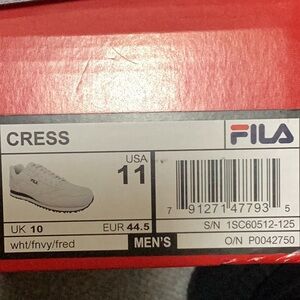 CRESS
FILA
USA
11
UK 10
EUR 44.5
wht/fnvy/fred
MEN'S
7 91271 47793 5
S/N 1SC60512-125
O/N P0042750